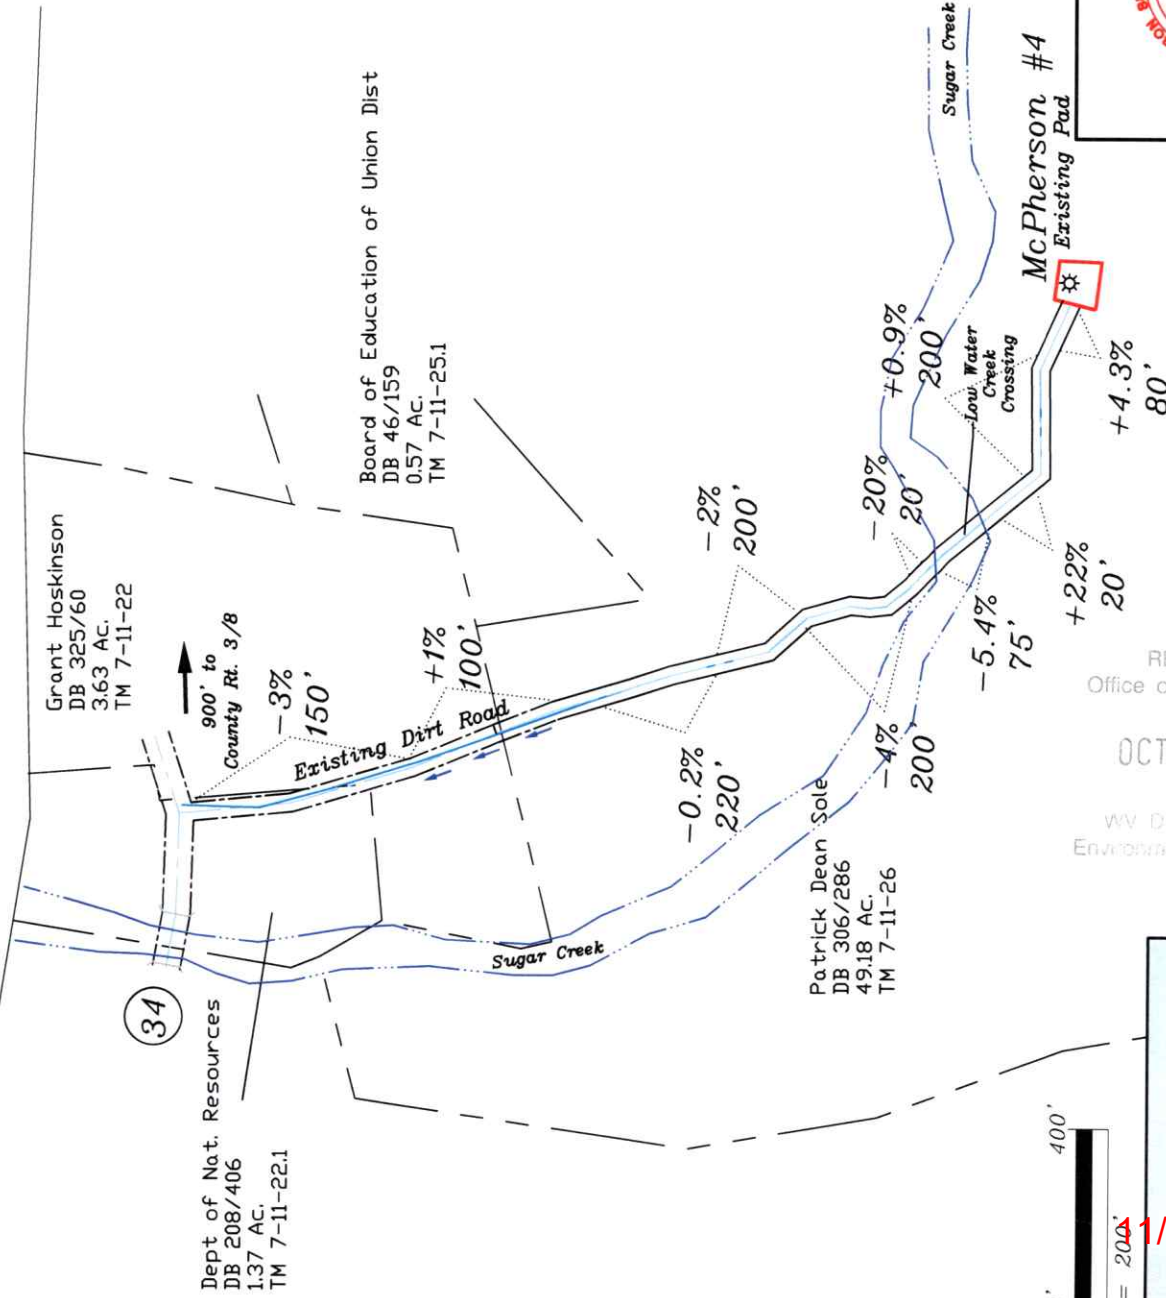 Sugar Creek
McPherson #4
Existing Pad
Board of Education of Union Dist
DB 46/159
0.57 Ac.
TM 7-11-25.1
Grant Hoskinson
DB 325/60
3.63 Ac.
TM 7-11-22
900' to
County Rt. 3/8
-3%
150'
+1%
100'
Existing Dirt Road
-2%
200'
-0.2%
220'
-20%
20'
+0.9%
200'
Low Water
Creek
Crossing
+4.3%
80'
+22%
20'
-5.4%
75'
-4%
200'
Patrick Dean Sole
DB 306/286
49.18 Ac.
TM 7-11-26
Sugar Creek
34
Dept of Nat. Resources
DB 208/406
1.37 Ac.
TM 7-11-22.1
Office o
OCT
WV D
Environm
400'
= 200'
11/